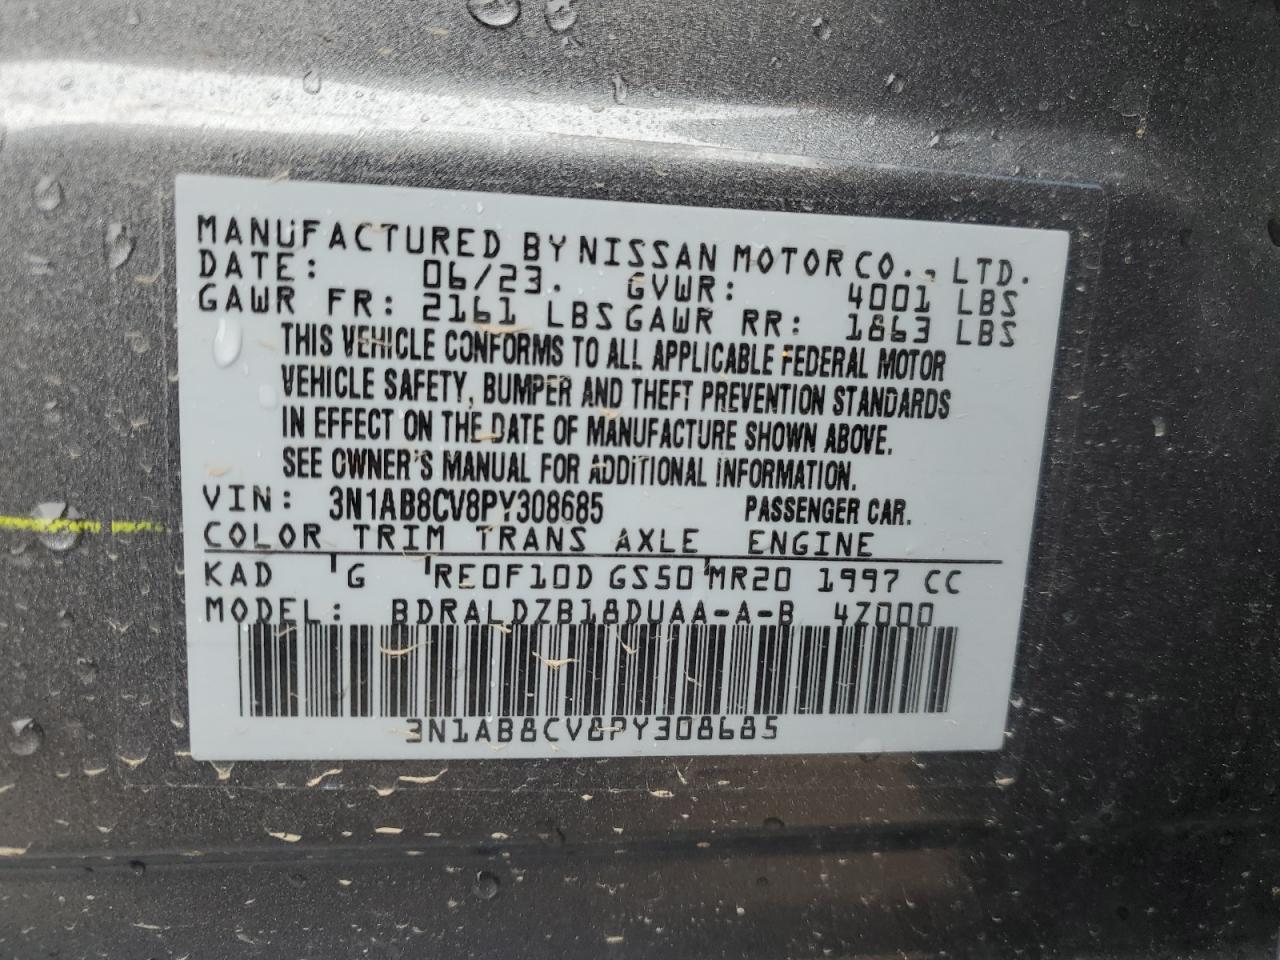 MANUFACTURED BY NISSAN MOTOR CO., LTD.
DATE: 06/23. GVWR: 4001 LBS
GAWR FR: 2161 LBS GAWR RR: 1863 LBS
THIS VEHICLE CONFORMS TO ALL APPLICABLE FEDERAL MOTOR
VEHICLE SAFETY, BUMPER AND THEFT PREVENTION STANDARDS
IN EFFECT ON THE DATE OF MANUFACTURE SHOWN ABOVE.
SEE OWNER'S MANUAL FOR ADDITIONAL INFORMATION.
VIN: 3N1AB8CV8PY308685 PASSENGER CAR.
COLOR TRIM TRANS AXLE ENGINE
KAD G RE0F10D GS50 MR20 1997 CC
MODEL: BDRALDZB18DUAA-A-B 4Z000
3N1AB8CV8PY308685